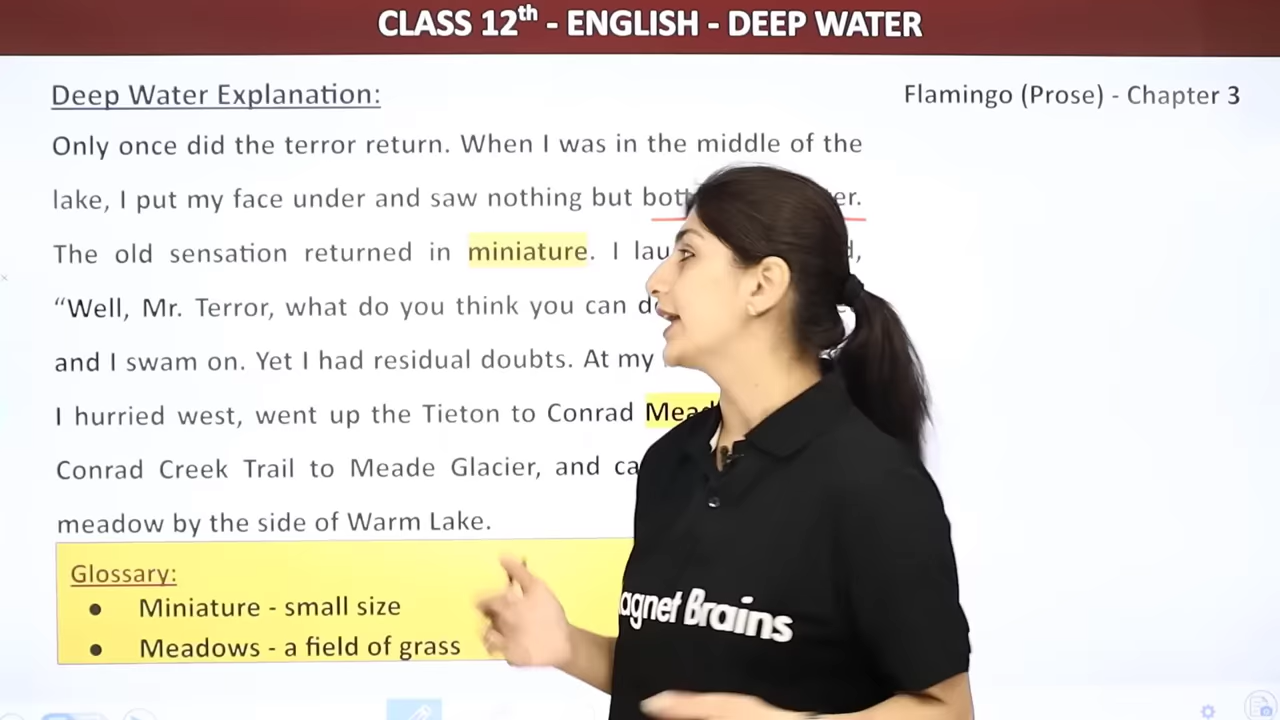 CLASS 12th - ENGLISH - DEEP WATER
Deep Water Explanation:
Flamingo (Prose) - Chapter 3
Only once did the terror return. When I was in the middle of the
lake, I put my face under and saw nothing but
The old sensation returned in miniature. I
“Well, Mr. Terror, what do you think you can
and I swam on. Yet I had residual doubts. At my
I hurried west, went up the Tieton to Conrad
Conrad Creek Trail to Meade Glacier, and
meadow by the side of Warm Lake.
Glossary:
● Miniature - small size
● Meadows - a field of grass
agnet Brains